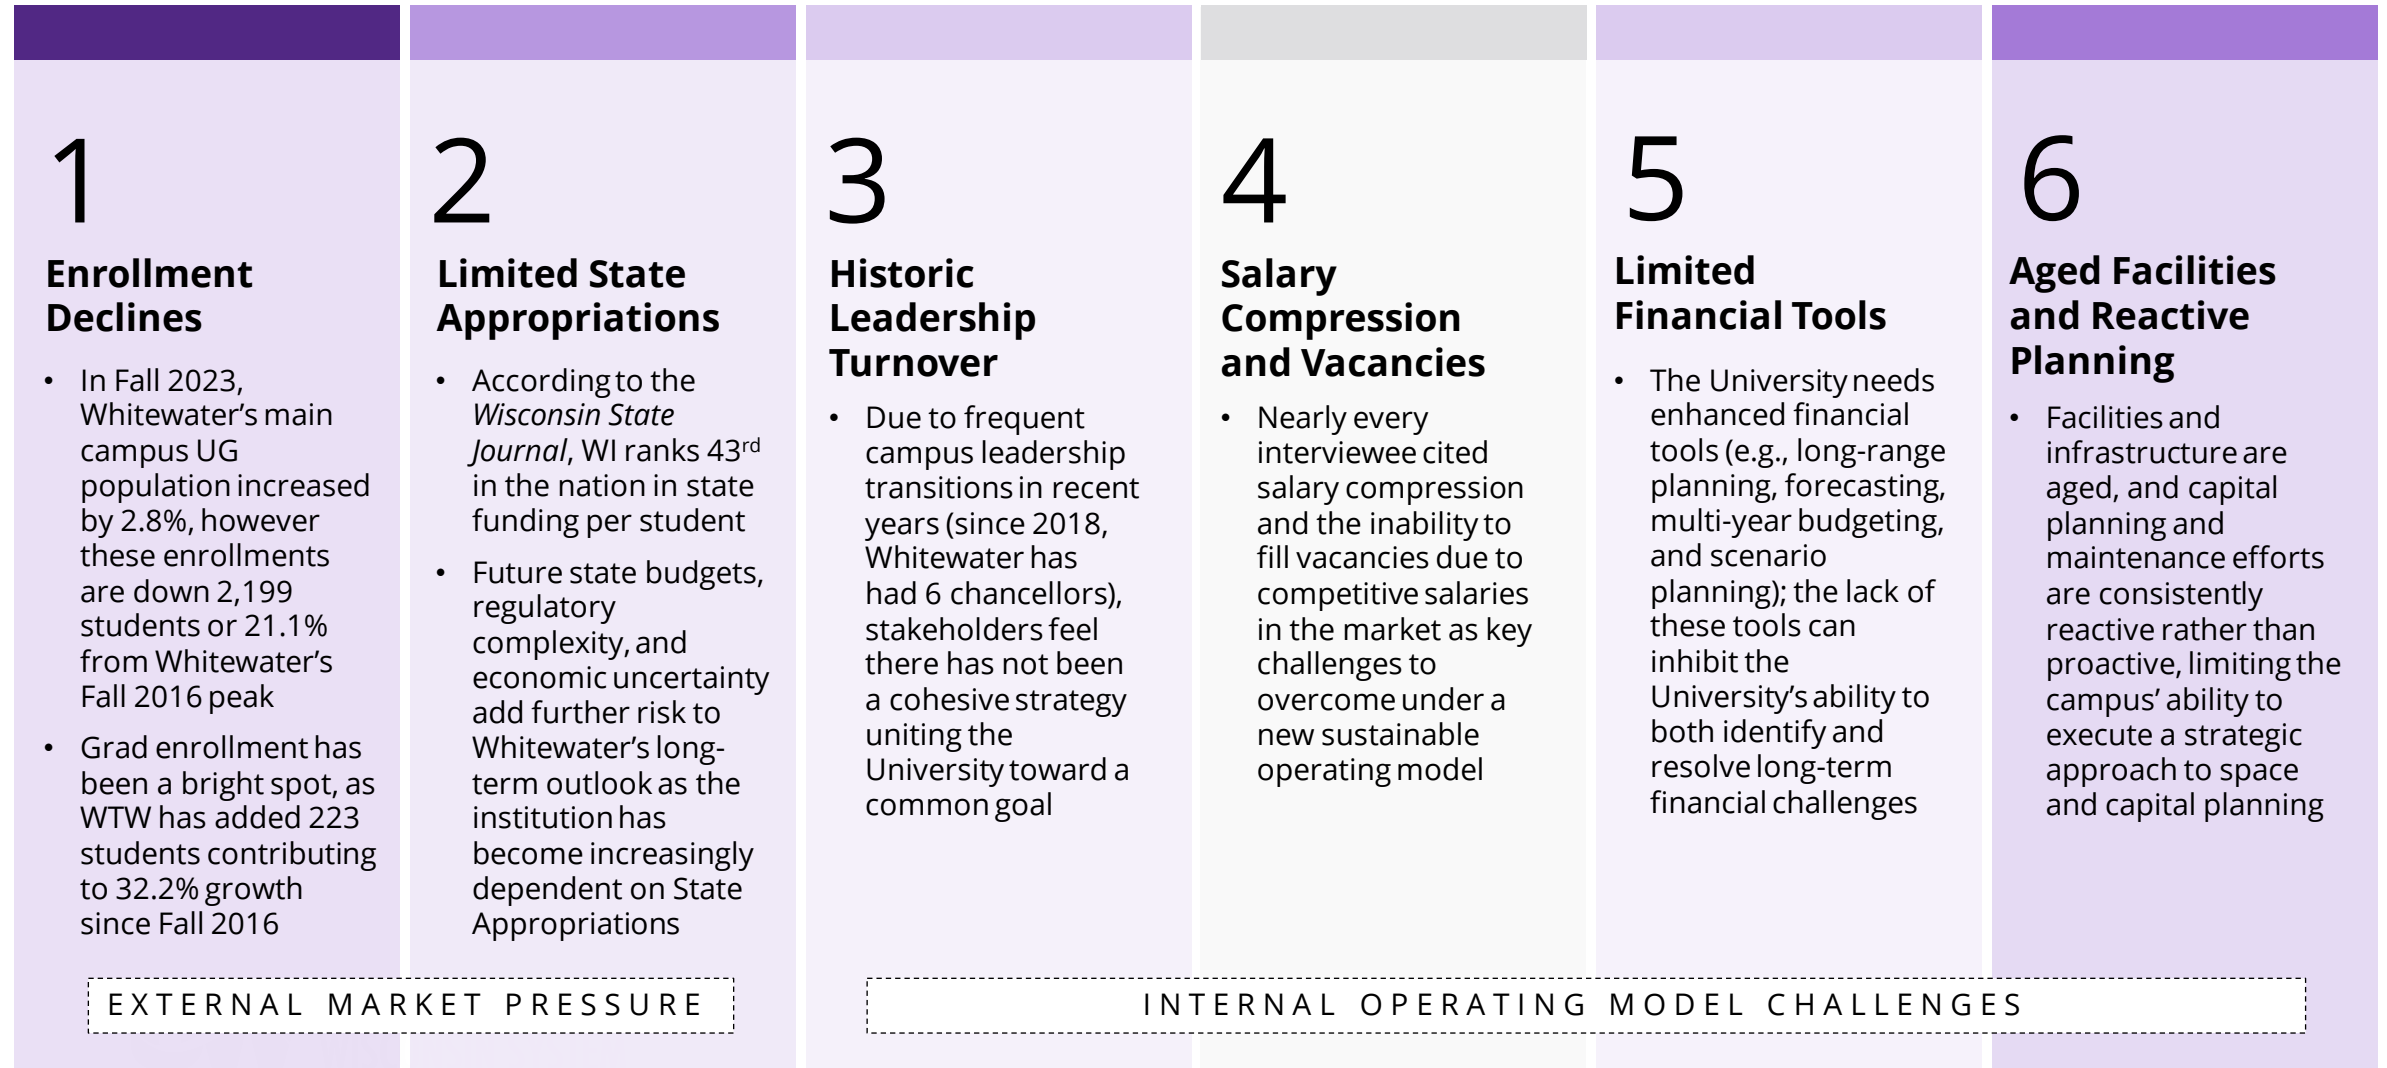 1
Enrollment
Declines
• In Fall 2023,
Whitewater’s main
campus UG
population increased
by 2.8%, however
these enrollments
are down 2,199
students or 21.1%
from Whitewater’s
Fall 2016 peak
• Grad enrollment has
been a bright spot, as
WTW has added 223
students contributing
to 32.2% growth
since Fall 2016
2
Limited State
Appropriations
• According to the
Wisconsin State
Journal, WI ranks 43rd
in the nation in state
funding per student
• Future state budgets,
regulatory
complexity, and
economic uncertainty
add further risk to
Whitewater’s long-
term outlook as the
institution has
become increasingly
dependent on State
Appropriations
3
Historic
Leadership
Turnover
• Due to frequent
campus leadership
transitions in recent
years (since 2018,
Whitewater has
had 6 chancellors),
stakeholders feel
there has not been
a cohesive strategy
uniting the
University toward a
common goal
4
Salary
Compression
and Vacancies
• Nearly every
interviewee cited
salary compression
and the inability to
fill vacancies due to
competitive salaries
in the market as key
challenges to
overcome under a
new sustainable
operating model
5
Limited
Financial Tools
• The University needs
enhanced financial
tools (e.g., long-range
planning, forecasting,
multi-year budgeting,
and scenario
planning); the lack of
these tools can
inhibit the
University’s ability to
both identify and
resolve long-term
financial challenges
6
Aged Facilities
and Reactive
Planning
• Facilities and
infrastructure are
aged, and capital
planning and
maintenance efforts
are consistently
reactive rather than
proactive, limiting the
campus’ ability to
execute a strategic
approach to space
and capital planning
EXTERNAL MARKET PRESSURE
INTERNAL OPERATING MODEL CHALLENGES